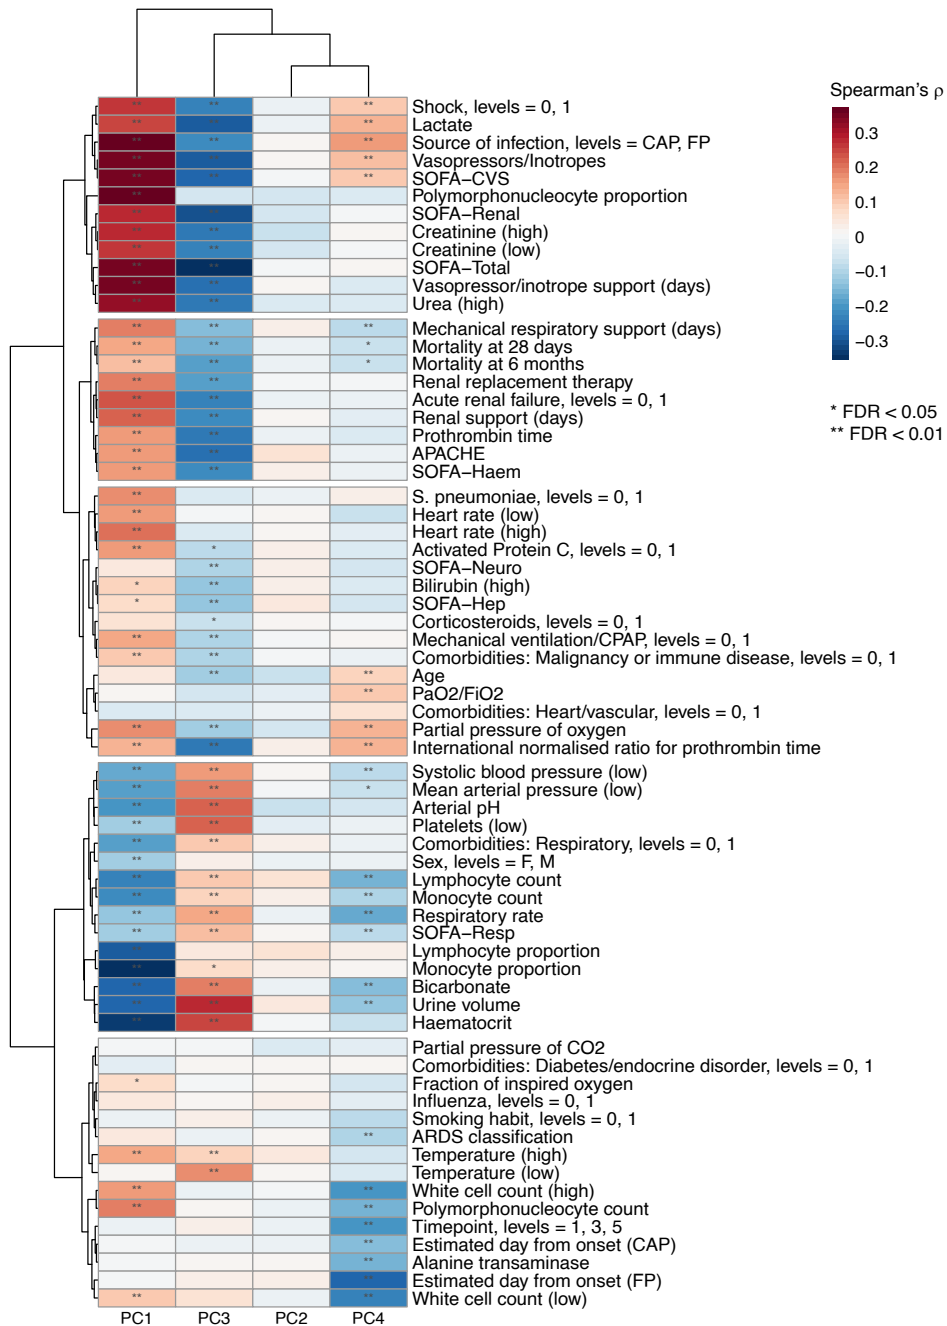 Spearman's ρ
0.3
0.2
0.1
0
−0.1
−0.2
−0.3
* FDR < 0.05
** FDR < 0.01
** ** ** Shock, levels = 0, 1
** ** ** Lactate
** ** ** Source of infection, levels = CAP, FP
** ** ** Vasopressors/Inotropes
** ** ** SOFA−CVS
** Polymorphonucleocyte proportion
** ** SOFA−Renal
** ** Creatinine (high)
** ** Creatinine (low)
** ** SOFA−Total
** ** Vasopressor/inotrope support (days)
** ** Urea (high)
** ** ** Mechanical respiratory support (days)
** ** * Mortality at 28 days
** ** * Mortality at 6 months
** ** Renal replacement therapy
** ** Acute renal failure, levels = 0, 1
** ** Renal support (days)
** ** Prothrombin time
** ** APACHE
** ** SOFA−Haem
** S. pneumoniae, levels = 0, 1
** Heart rate (low)
** Heart rate (high)
** * Activated Protein C, levels = 0, 1
** SOFA−Neuro
* ** Bilirubin (high)
* ** SOFA−Hep
* Corticosteroids, levels = 0, 1
** ** Mechanical ventilation/CPAP, levels = 0, 1
** ** Comorbidities: Malignancy or immune disease, levels = 0, 1
** ** Age
** PaO2/FiO2
Comorbidities: Heart/vascular, levels = 0, 1
** ** ** Partial pressure of oxygen
** ** ** International normalised ratio for prothrombin time
** ** ** Systolic blood pressure (low)
** ** * Mean arterial pressure (low)
** ** Arterial pH
** ** Platelets (low)
** ** Comorbidities: Respiratory, levels = 0, 1
** Sex, levels = F, M
** ** ** Lymphocyte count
** ** ** Monocyte count
** ** ** Respiratory rate
** ** ** SOFA−Resp
** Lymphocyte proportion
** * Monocyte proportion
** ** ** Bicarbonate
** ** ** Urine volume
** ** Haematocrit
Partial pressure of CO2
Comorbidities: Diabetes/endocrine disorder, levels = 0, 1
* Fraction of inspired oxygen
Influenza, levels = 0, 1
Smoking habit, levels = 0, 1
** ARDS classification
** ** Temperature (high)
** Temperature (low)
** ** White cell count (high)
** ** Polymorphonucleocyte count
** Timepoint, levels = 1, 3, 5
** Estimated day from onset (CAP)
** Alanine transaminase
** Estimated day from onset (FP)
** ** White cell count (low)
PC1 PC3 PC2 PC4